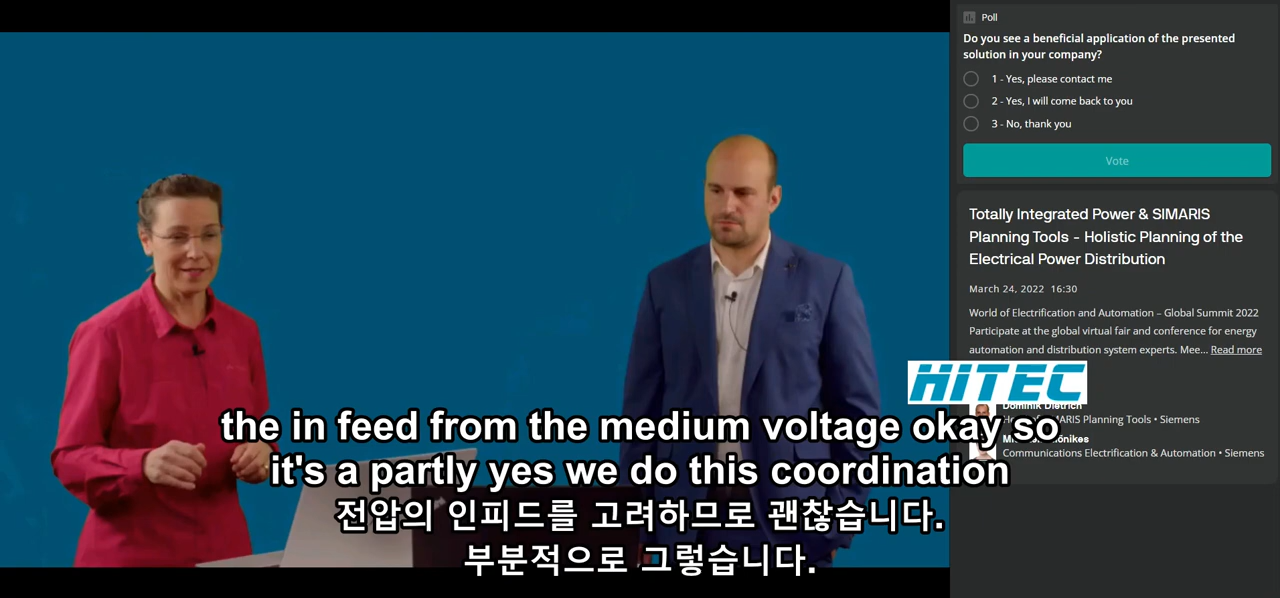 Poll
Do you see a beneficial application of the presented
solution in your company?
1 - Yes, please contact me
2 - Yes, I will come back to you
3 - No, thank you
Vote
Totally Integrated Power & SIMARIS
Planning Tools - Holistic Planning of the
Electrical Power Distribution
March 24, 2022 16:30
World of Electrification and Automation – Global Summit 2022
Participate at the global virtual fair and conference for energy
automation and distribution system experts. Mee... Read more
HITEC
Dominik Dietrich
SIMARIS Planning Tools • Siemens
Communications Electrification & Automation • Siemens
the in feed from the medium voltage okay so
it's a partly yes we do this coordination
전압의 인피드를 고려하므로 괜찮습니다.
부분적으로 그렇습니다.